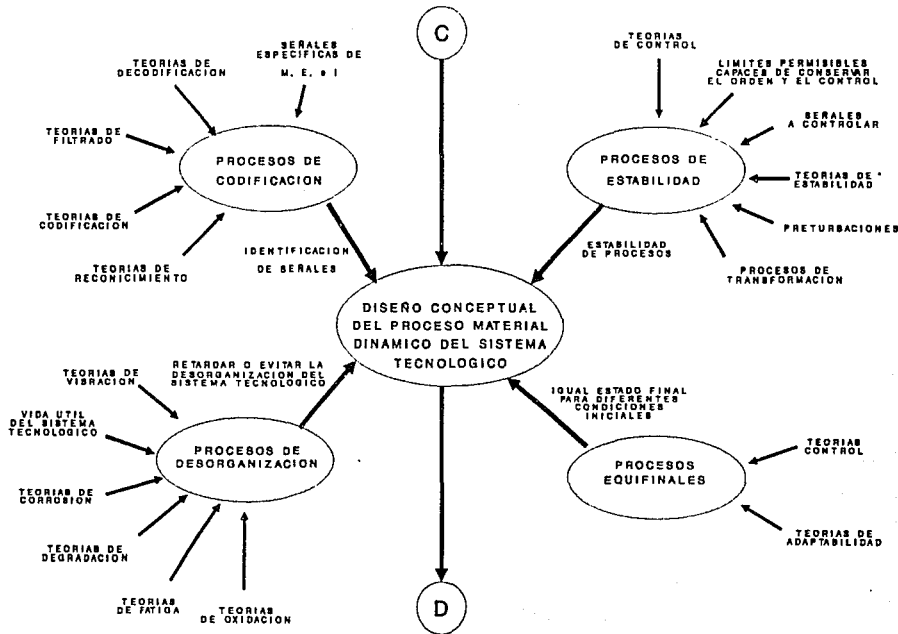 C
TEORIAS DE
DECODIFICACION
SEÑALES
ESPECIFICAS DE
M. E. e I
TEORIAS DE
FILTRADO
PROCESOS DE
CODIFICACION
TEORIAS DE
CODIFICACION
TEORIAS DE
RECONICIMIENTO
IDENTIFICACION
DE SEÑALES
TEORIAS
DE CONTROL
LIMITES PERMISIBLES
CAPACES DE CONSERVAR
EL ORDEN Y EL CONTROL
SEÑALES
A CONTROLAR
PROCESOS DE
ESTABILIDAD
TEORIAS DE
ESTABILIDAD
PRETURBACIONES
PROCESOS DE
TRANSFORMACION
ESTABILIDAD
DE PROCESOS
DISEÑO CONCEPTUAL
DEL PROCESO MATERIAL
DINAMICO DEL SISTEMA
TECNOLOGICO
RETARDAR O EVITAR LA
DESORGANIZACION DEL
SISTEMA TECNOLOGICO
TEORIAS DE
VIBRACION
VIDA UTIL
DEL SISTEMA
TECNOLOGICO
PROCESOS DE
DESORGANIZACION
TEORIAS DE
CORROSION
TEORIAS DE
DEGRADACION
TEORIAS
DE FATIGA
TEORIAS
DE OXIDACION
IGUAL ESTADO FINAL
PARA DIFERENTES
CONDICIONES
INICIALES
PROCESOS
EQUIFINALES
TEORIAS
CONTROL
TEORIAS DE
ADAPTABILIDAD
D